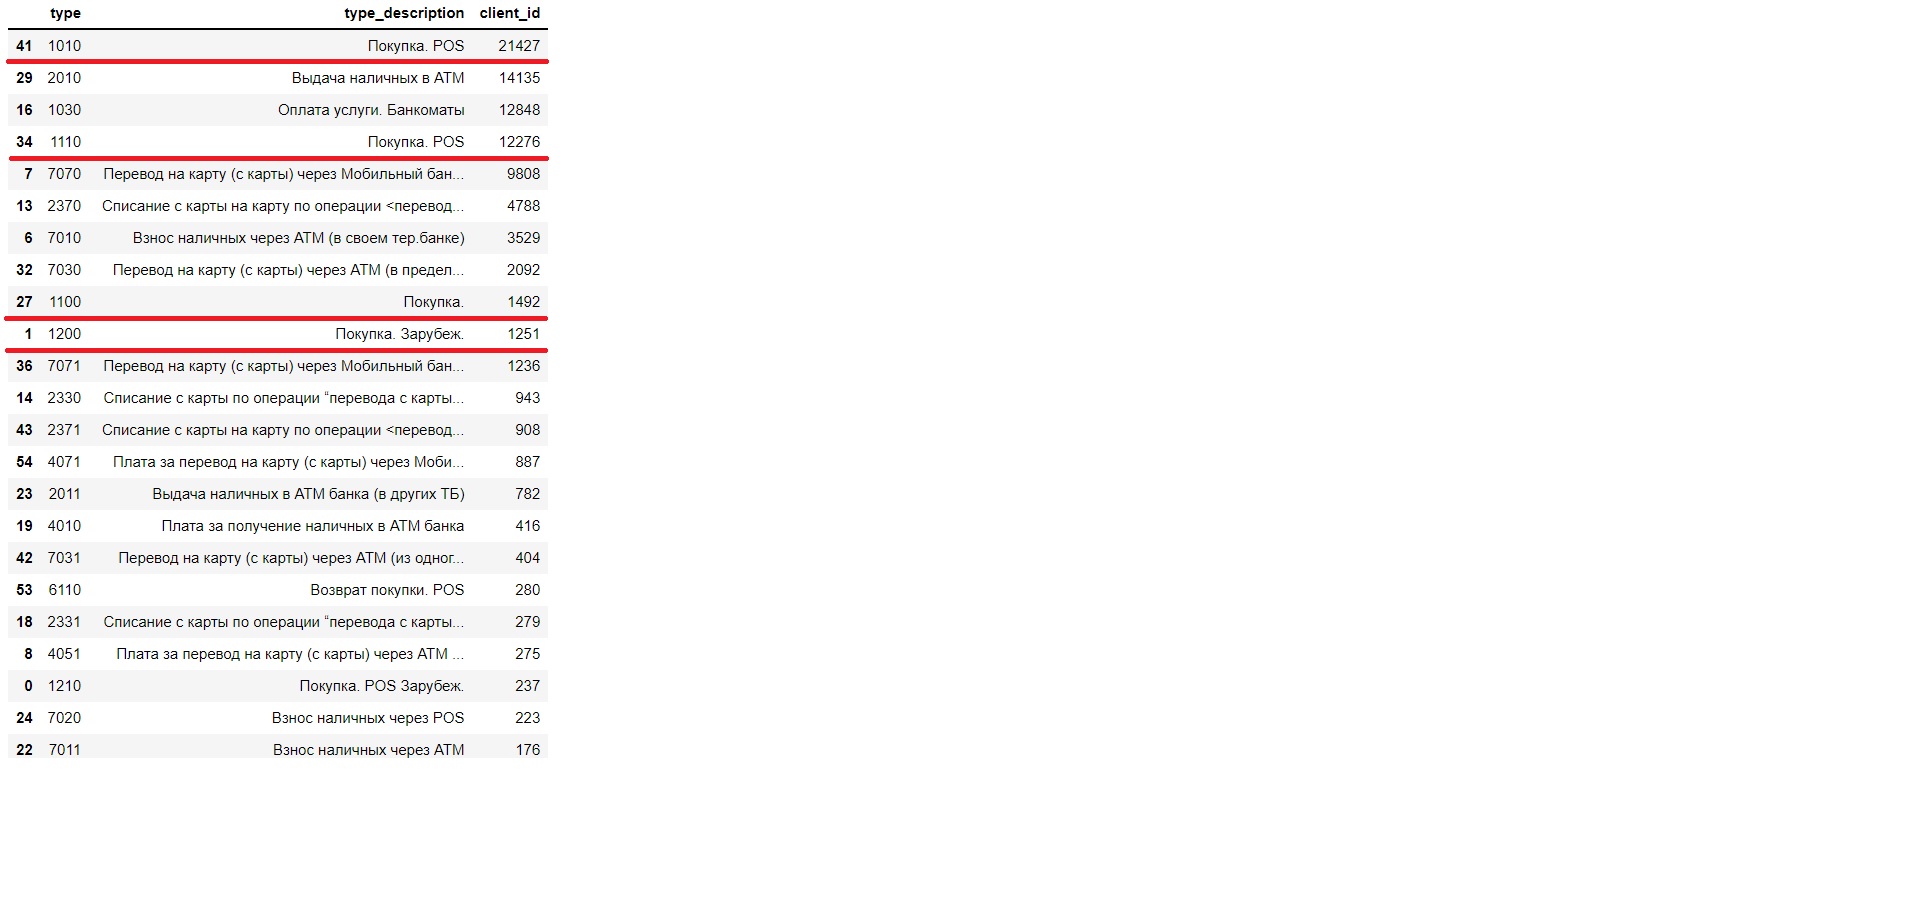 type type_description client_id
41 1010 Покупка. POS 21427
29 2010 Выдача наличных в АТМ 14135
16 1030 Оплата услуги. Банкоматы 12848
34 1110 Покупка. POS 12276
7 7070 Перевод на карту (с карты) через Мобильный бан... 9808
13 2370 Списание с карты на карту по операции <перевод... 4788
6 7010 Взнос наличных через АТМ (в своем тер.банке) 3529
32 7030 Перевод на карту (с карты) через АТМ (в предел... 2092
27 1100 Покупка. 1492
1 1200 Покупка. Зарубеж. 1251
36 7071 Перевод на карту (с карты) через Мобильный бан... 1236
14 2330 Списание с карты по операции “перевода с карты... 943
43 2371 Списание с карты на карту по операции <перевод... 908
54 4071 Плата за перевод на карту (с карты) через Моби... 887
23 2011 Выдача наличных в АТМ банка (в других ТБ) 782
19 4010 Плата за получение наличных в АТМ банка 416
42 7031 Перевод на карту (с карты) через АТМ (из одног... 404
53 6110 Возврат покупки. POS 280
18 2331 Списание с карты по операции “перевода с карты... 279
8 4051 Плата за перевод на карту (с карты) через АТМ ... 275
0 1210 Покупка. POS Зарубеж. 237
24 7020 Взнос наличных через POS 223
22 7011 Взнос наличных через АТМ 176